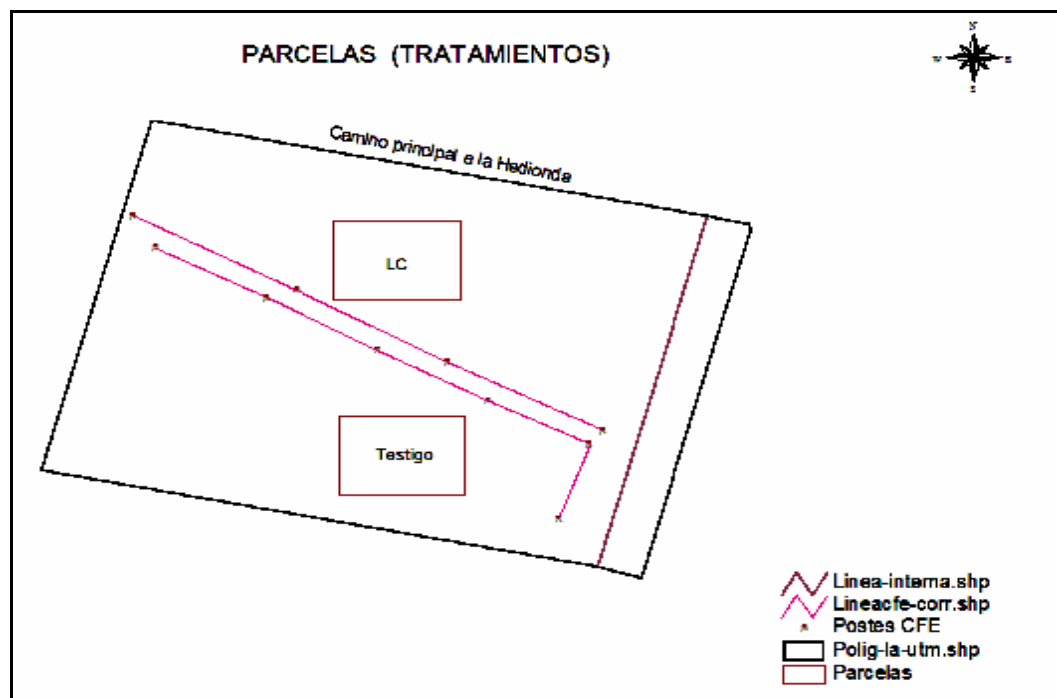 PARCELAS (TRATAMIENTOS)
N
W
E
S
Camino principal a la Hedionda
LC
Testigo
Linea-interna.shp
Lineacfe-corr.shp
Postes CFE
Polig-la-utm.shp
Parcelas